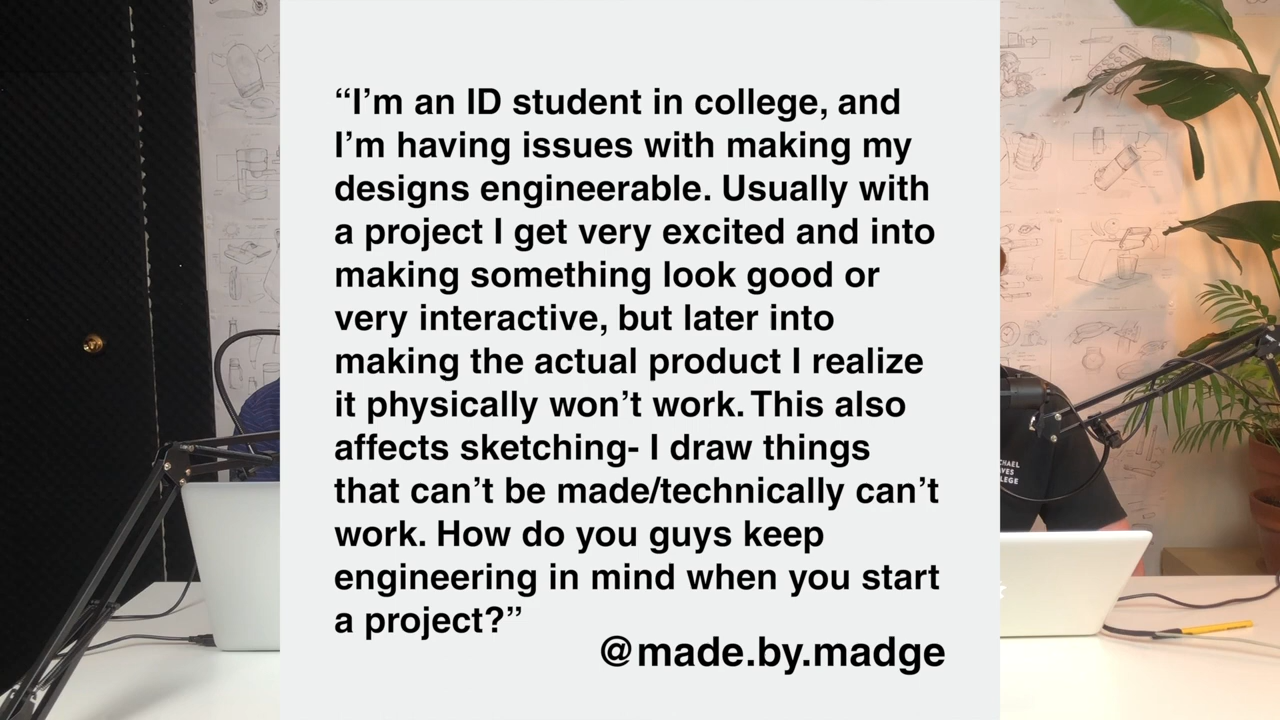 “I’m an ID student in college, and
I’m having issues with making my
designs engineerable. Usually with
a project I get very excited and into
making something look good or
very interactive, but later into
making the actual product I realize
it physically won’t work. This also
affects sketching- I draw things
that can’t be made/technically can’t
work. How do you guys keep
engineering in mind when you start
a project?”
@made.by.madge